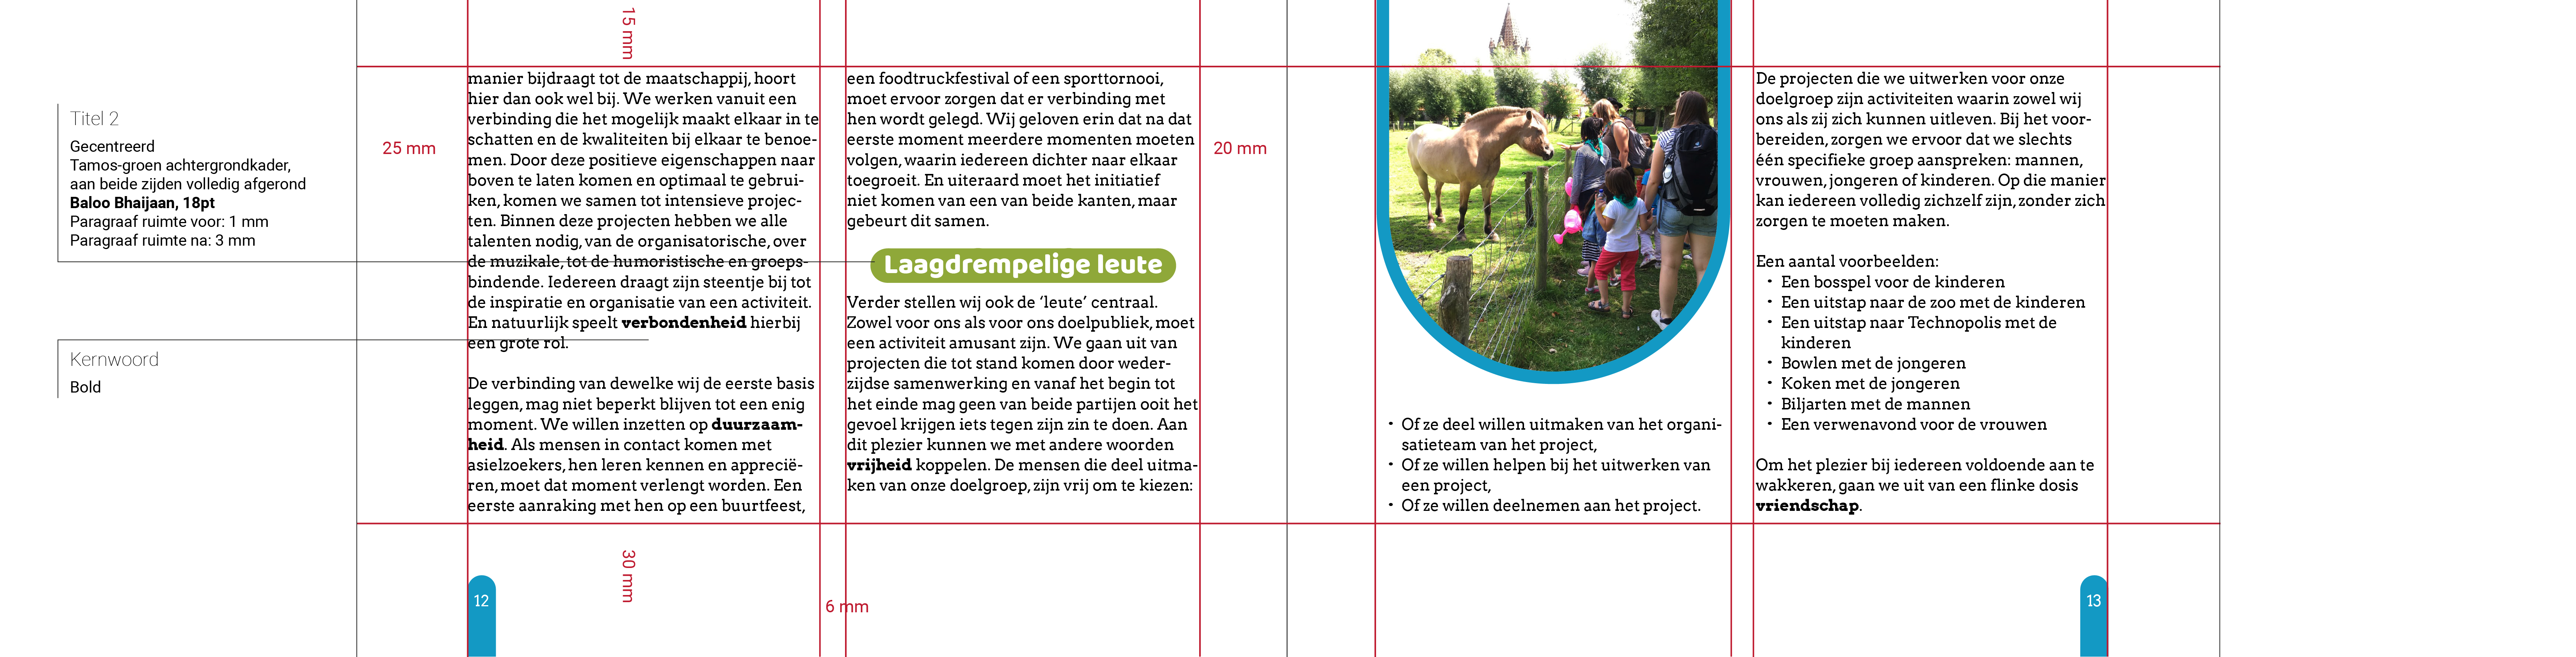 15 mm
Titel 2
Gecentreerd
Tamos-groen achtergrondkader,
aan beide zijden volledig afgerond
Baloo Bhaijaan, 18pt
Paragraaf ruimte voor: 1 mm
Paragraaf ruimte na: 3 mm
Kernwoord
Bold
25 mm
manier bijdraagt tot de maatschappij, hoort
hier dan ook wel bij. We werken vanuit een
verbinding die het mogelijk maakt elkaar in te
schatten en de kwaliteiten bij elkaar te benoe-
men. Door deze positieve eigenschappen naar
boven te laten komen en optimaal te gebrui-
ken, komen we samen tot intensieve projec-
ten. Binnen deze projecten hebben we alle
talenten nodig, van de organisatorische, over
de muzikale, tot de humoristische en groeps-
bindende. Iedereen draagt zijn steentje bij tot
de inspiratie en organisatie van een activiteit.
En natuurlijk speelt verbondenheid hierbij
een grote rol.
De verbinding van dewelke wij de eerste basis
leggen, mag niet beperkt blijven tot een enig
moment. We willen inzetten op duurzaam-
heid. Als mensen in contact komen met
asielzoekers, hen leren kennen en apprecië-
ren, moet dat moment verlengt worden. Een
eerste aanraking met hen op een buurtfeest,
30 mm
12
6 mm
een foodtruckfestival of een sporttornooi,
moet ervoor zorgen dat er verbinding met
hen wordt gelegd. Wij geloven erin dat na dat
eerste moment meerdere momenten moeten
volgen, waarin iedereen dichter naar elkaar
toegroeit. En uiteraard moet het initiatief
niet komen van een van beide kanten, maar
gebeurt dit samen.
Laagdrempelige leute
Verder stellen wij ook de ‘leute’ centraal.
Zowel voor ons als voor ons doelpubliek, moet
een activiteit amusant zijn. We gaan uit van
projecten die tot stand komen door weder-
zijdse samenwerking en vanaf het begin tot
het einde mag geen van beide partijen ooit het
gevoel krijgen iets tegen zijn zin te doen. Aan
dit plezier kunnen we met andere woorden
vrijheid koppelen. De mensen die deel uitma-
ken van onze doelgroep, zijn vrij om te kiezen:
20 mm
• Of ze deel willen uitmaken van het organi-
satieteam van het project,
• Of ze willen helpen bij het uitwerken van
een project,
• Of ze willen deelnemen aan het project.
De projecten die we uitwerken voor onze
doelgroep zijn activiteiten waarin zowel wij
ons als zij zich kunnen uitleven. Bij het voor-
bereiden, zorgen we ervoor dat we slechts
één specifieke groep aanspreken: mannen,
vrouwen, jongeren of kinderen. Op die manier
kan iedereen volledig zichzelf zijn, zonder zich
zorgen te moeten maken.
Een aantal voorbeelden:
• Een bosspel voor de kinderen
• Een uitstap naar de zoo met de kinderen
• Een uitstap naar Technopolis met de
kinderen
• Bowlen met de jongeren
• Koken met de jongeren
• Biljarten met de mannen
• Een verwenavond voor de vrouwen
Om het plezier bij iedereen voldoende aan te
wakkeren, gaan we uit van een flinke dosis
vriendschap.
13